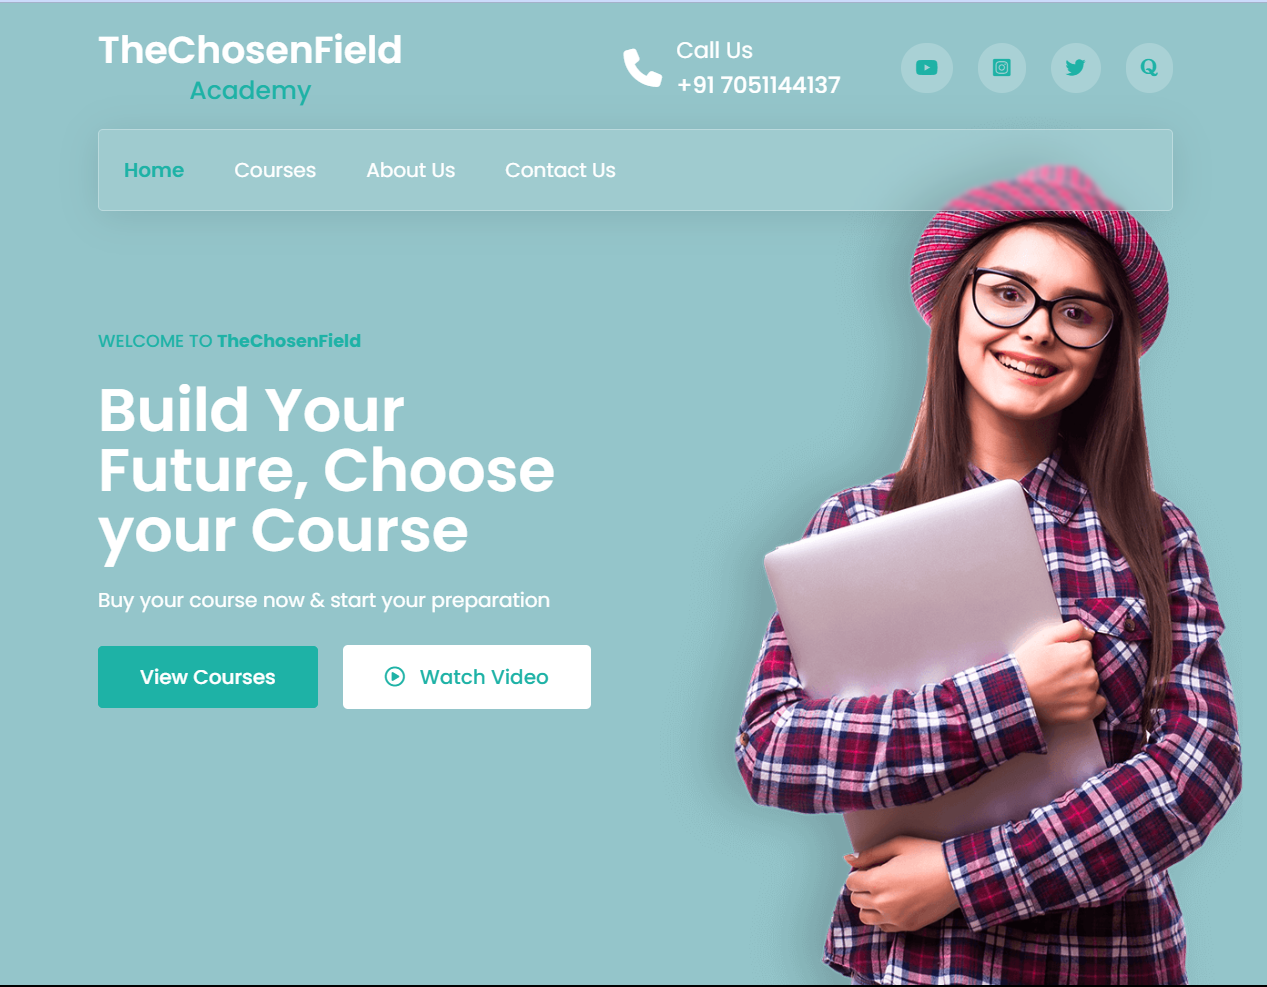 TheChosenField
Academy
Call Us
+91 7051144137
Home Courses About Us Contact Us
WELCOME TO TheChosenField
Build Your
Future, Choose
your Course
Buy your course now & start your preparation
View Courses
Watch Video